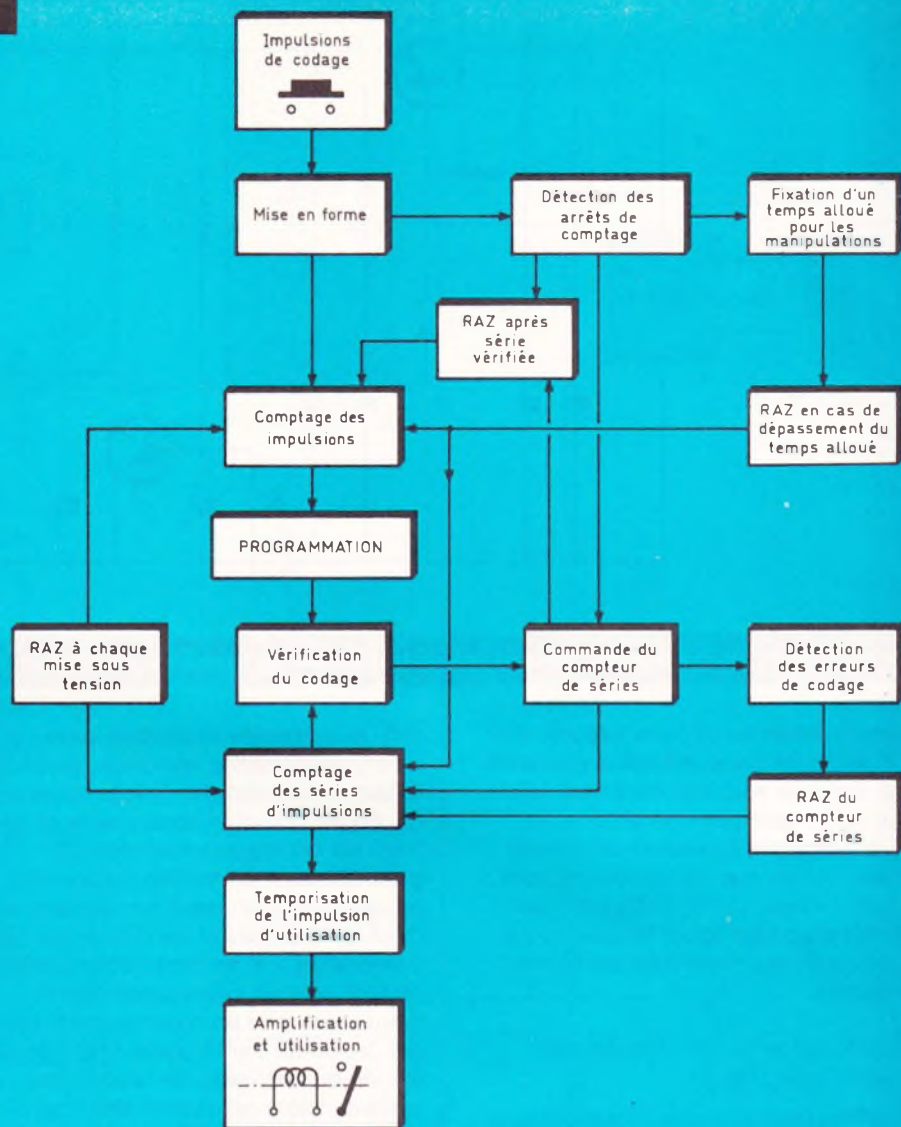 Impulsions
de codage
Mise en forme
Détection des
arrêts de
comptage
Fixation d'un
temps alloué
pour les
manipulations
RAZ après
série
vérifiée
Comptage des
impulsions
RAZ en cas de
dépassement du
temps alloué
PROGRAMMATION
RAZ à chaque
mise sous
tension
Vérification
du codage
Commande du
compteur
de séries
Détection
des erreurs
de codage
Comptage
des séries
d'impulsions
RAZ du
compteur
de séries
Temporisation
de l'impulsion
d'utilisation
Amplification
et utilisation